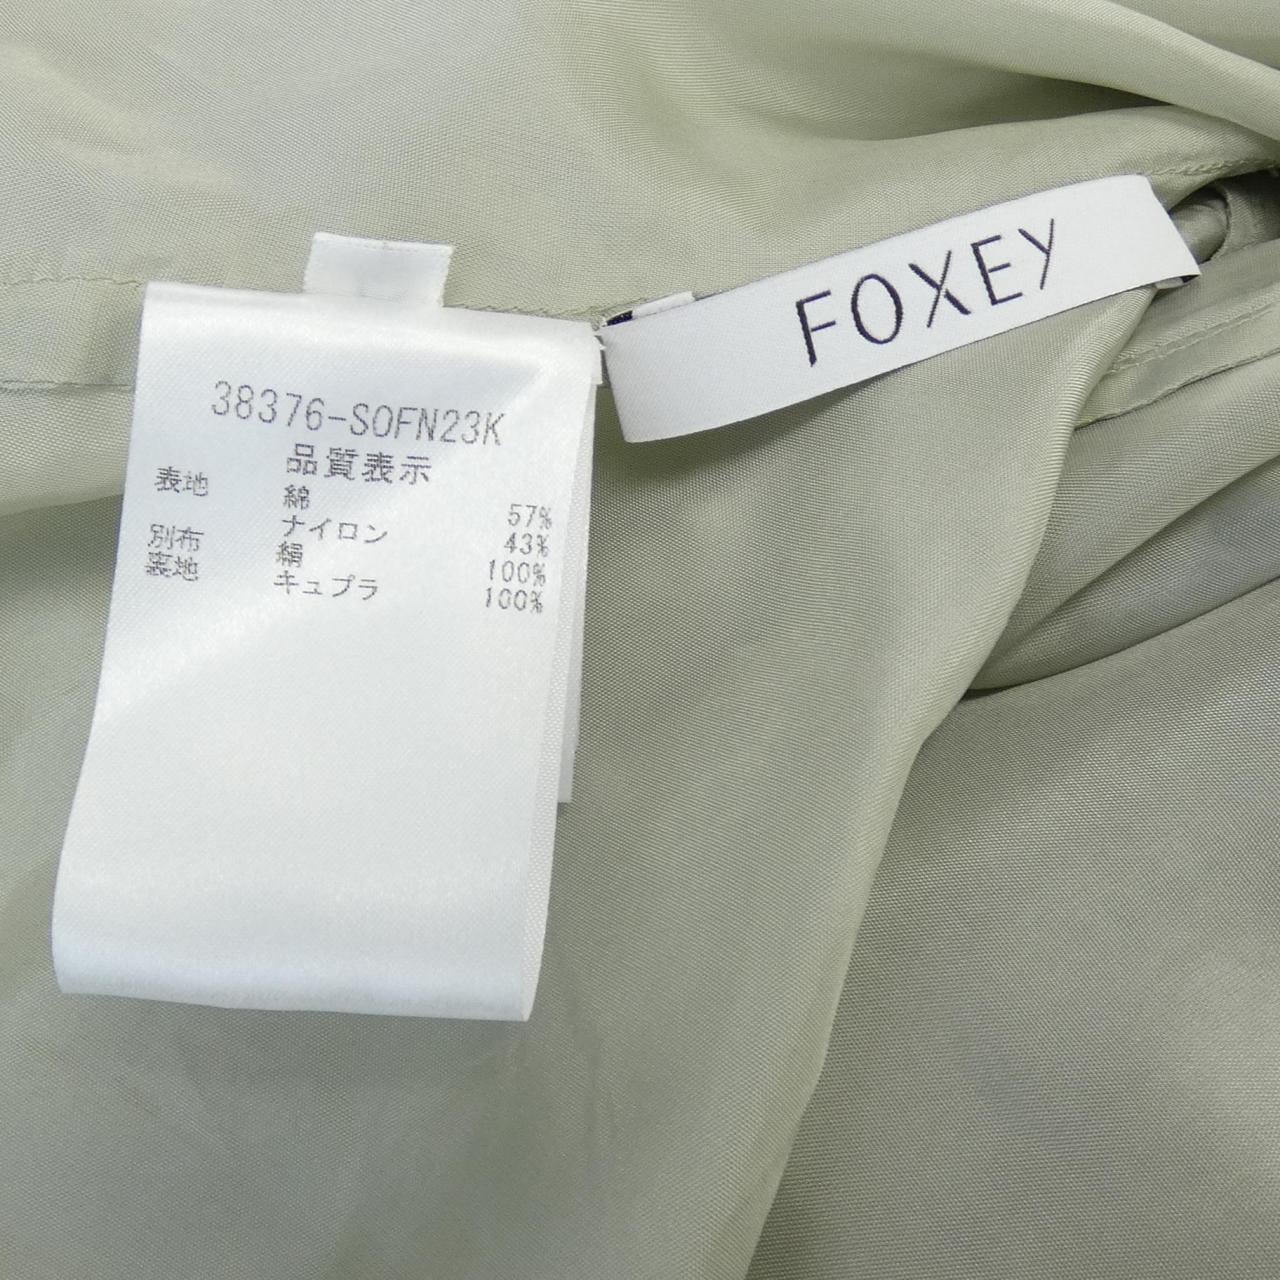 FOXEY
38376-SOFN23K
品質表示
表地 綿 57%
ナイロン 43%
別布 絹 100%
裏地 キュプラ 100%